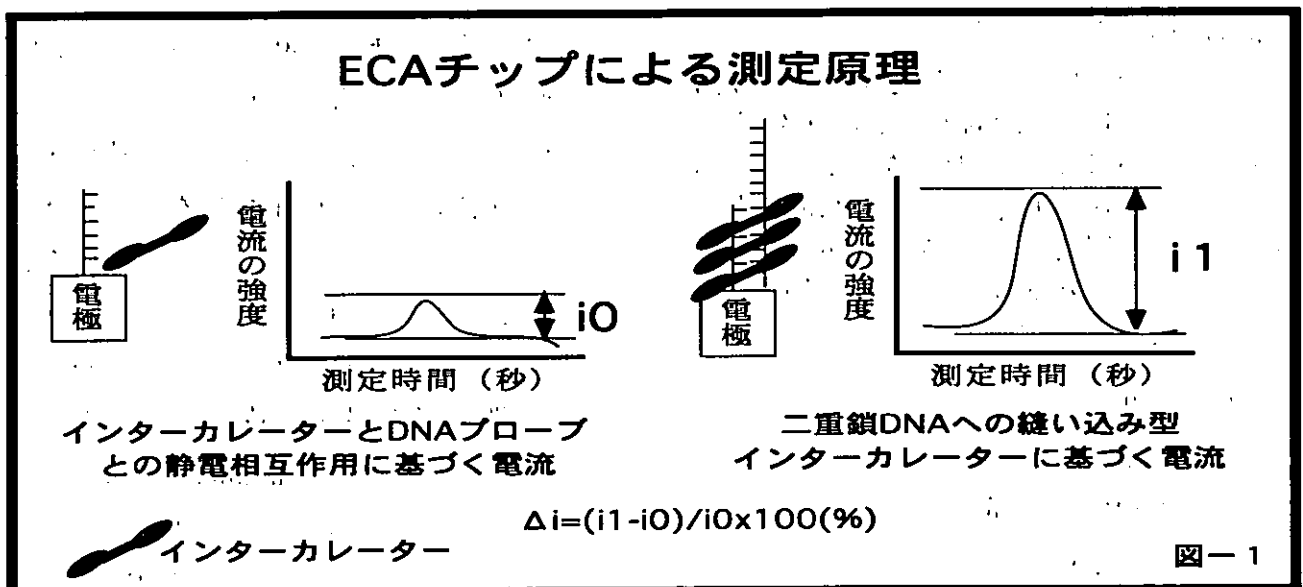 ECAチップによる測定原理
電流の強度
i0
電極
測定時間（秒）
インターカレーターとDNAプローブ
との静電相互作用に基づく電流
電流の強度
i1
電極
測定時間（秒）
二重鎖DNAへの縫い込み型
インターカレーターに基づく電流
Δi=(i1-i0)/i0x100(%)
インターカレーター
図ー1